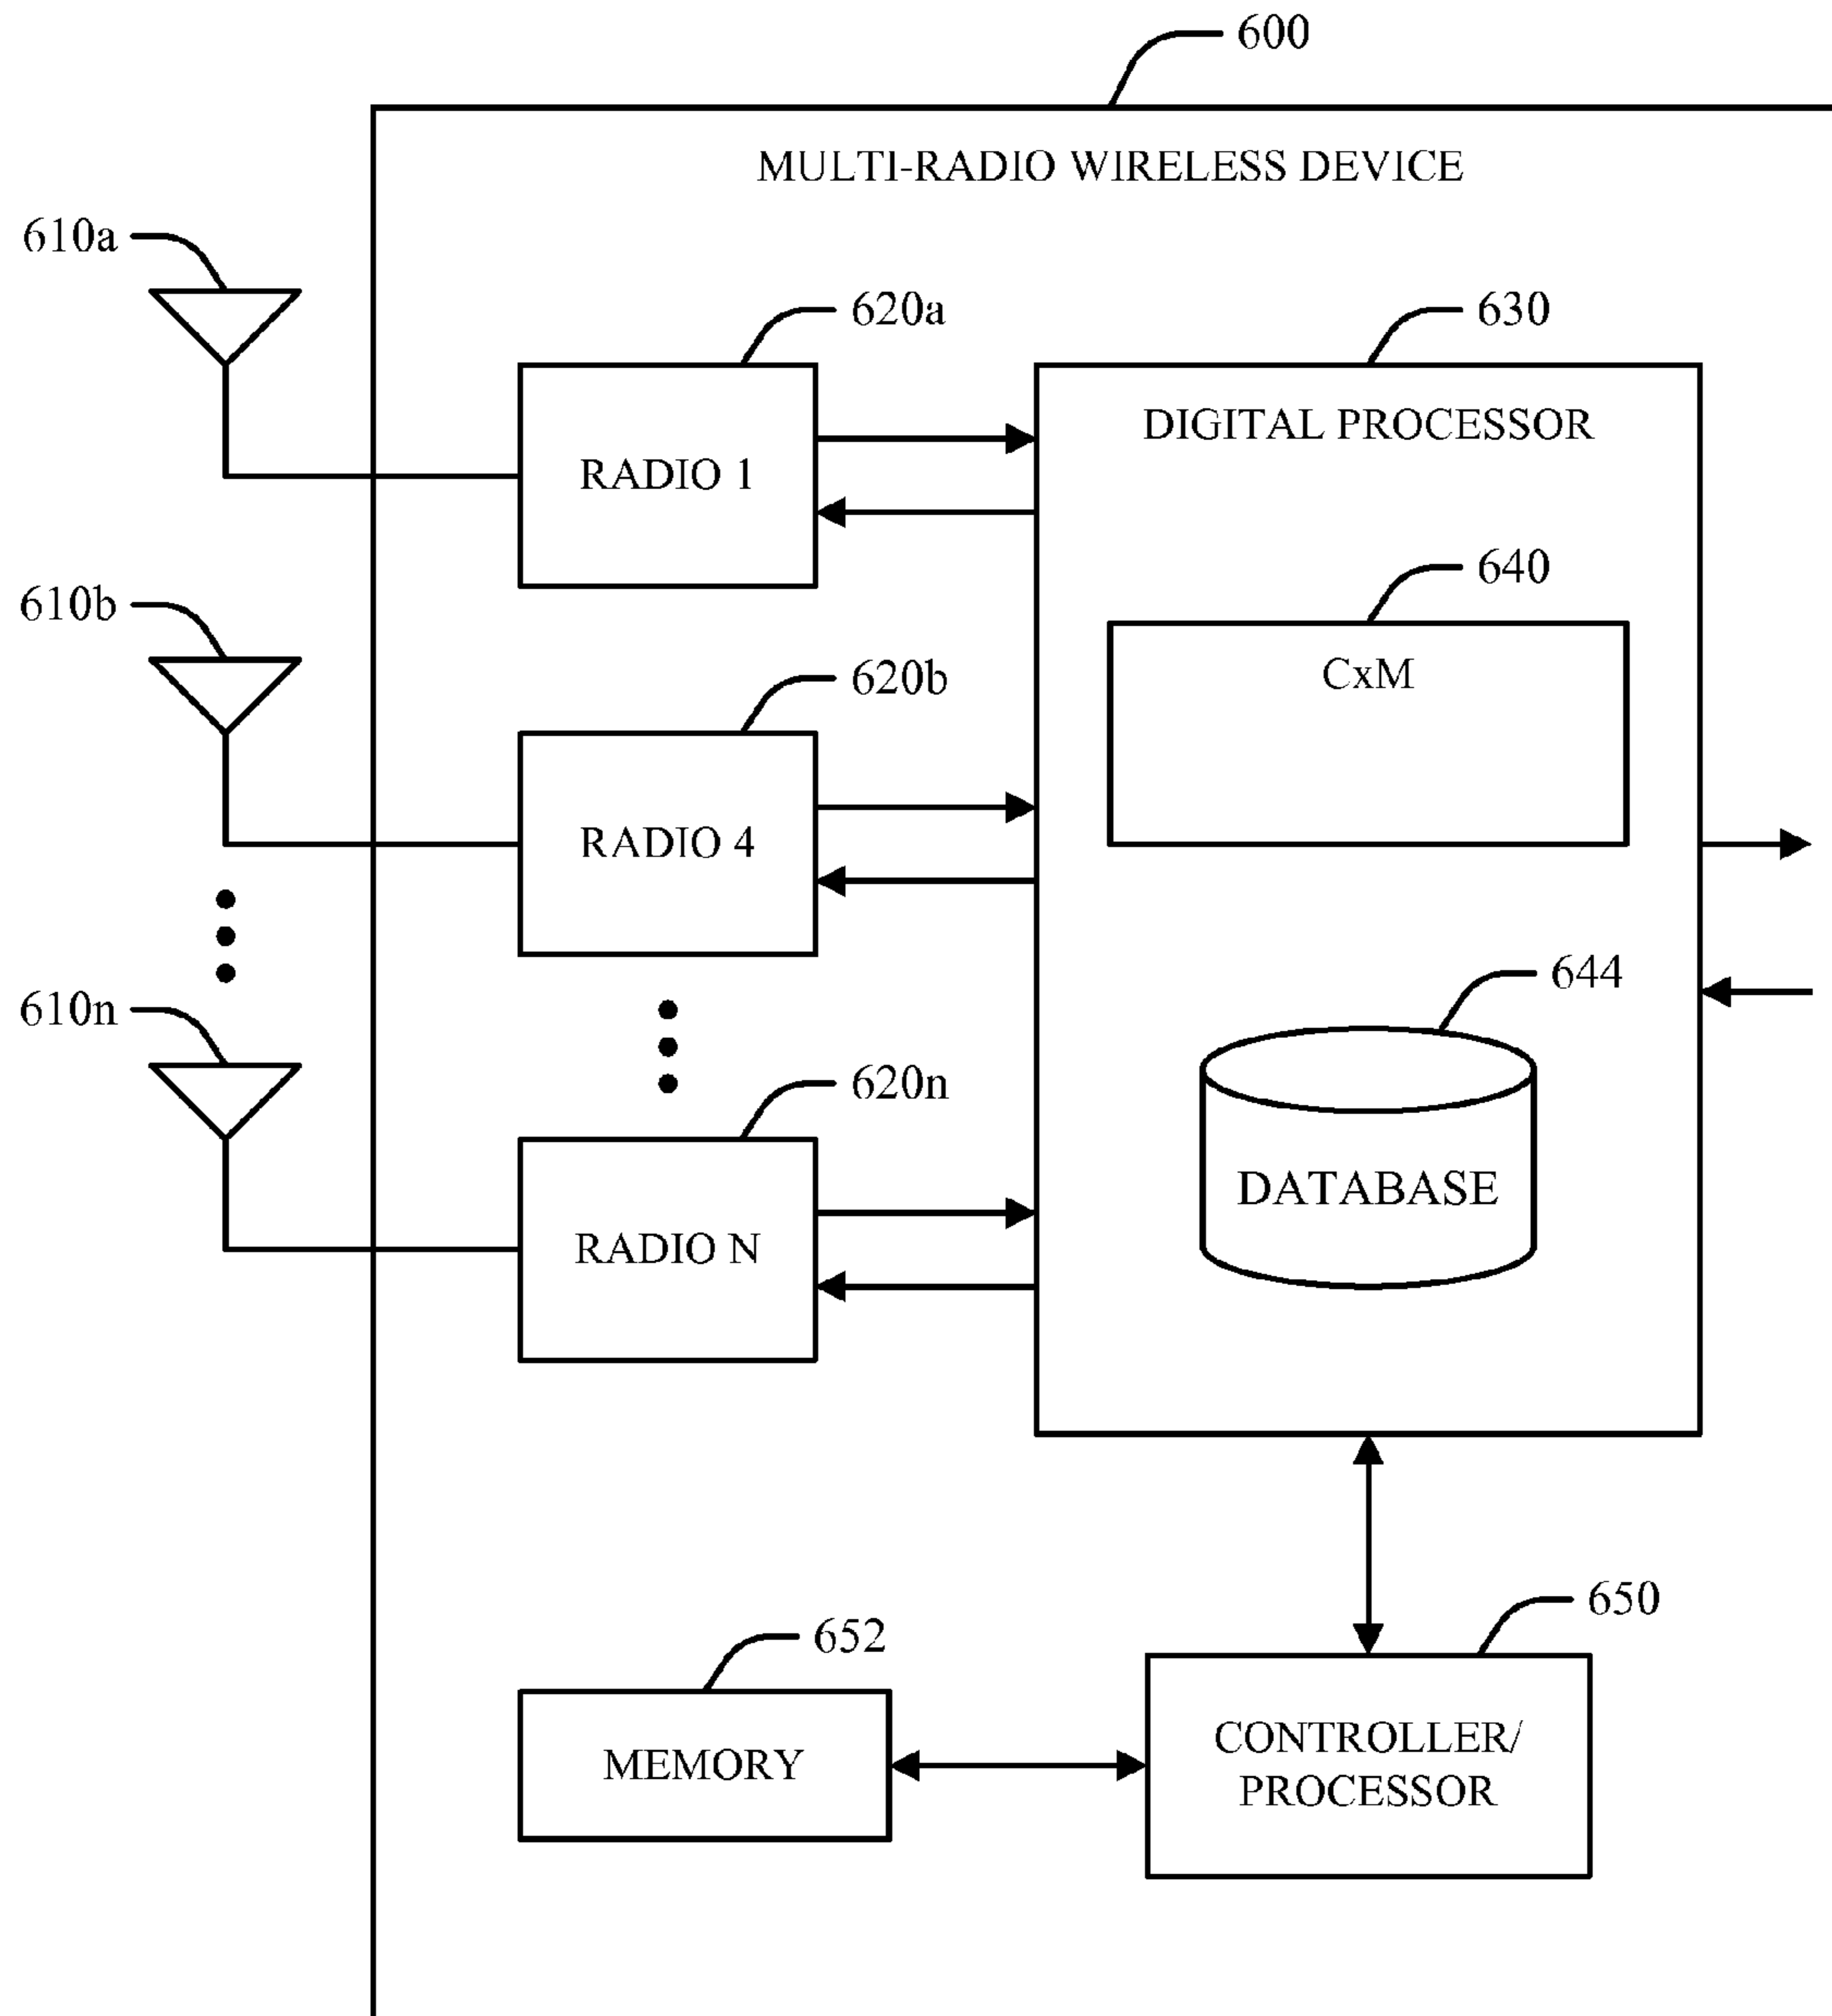 600
MULTI-RADIO WIRELESS DEVICE
610a
620a
630
RADIO 1
DIGITAL PROCESSOR
640
CxM
610b
620b
RADIO 4
644
DATABASE
610n
620n
RADIO N
650
652
MEMORY
CONTROLLER/
PROCESSOR